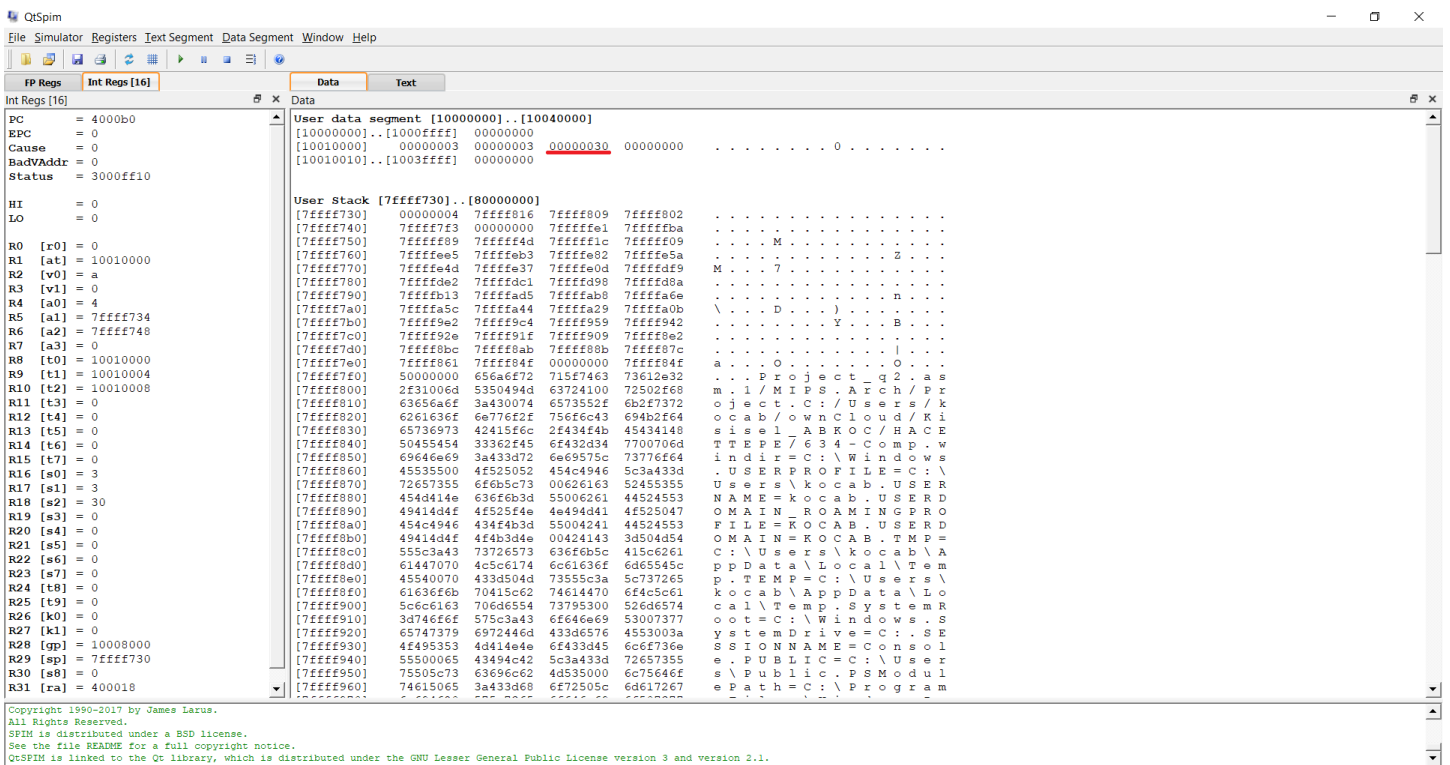 QtSpim
File Simulator Registers Text Segment Data Segment Window Help
FP Regs Int Regs [16]
Data Text
Int Regs [16]
Data
PC = 4000b0
EPC = 0
Cause = 0
BadVAddr = 0
Status = 3000ff10
HI = 0
LO = 0
R0 [r0] = 0
R1 [at] = 10010000
R2 [v0] = a
R3 [v1] = 0
R4 [a0] = 4
R5 [a1] = 7ffff734
R6 [a2] = 7ffff748
R7 [a3] = 0
R8 [t0] = 10010000
R9 [t1] = 10010004
R10 [t2] = 10010008
R11 [t3] = 0
R12 [t4] = 0
R13 [t5] = 0
R14 [t6] = 0
R15 [t7] = 0
R16 [s0] = 3
R17 [s1] = 3
R18 [s2] = 30
R19 [s3] = 0
R20 [s4] = 0
R21 [s5] = 0
R22 [s6] = 0
R23 [s7] = 0
R24 [t8] = 0
R25 [t9] = 0
R26 [k0] = 0
R27 [k1] = 0
R28 [gp] = 10008000
R29 [sp] = 7ffff730
R30 [s8] = 0
R31 [ra] = 400018
User data segment [10000000]..[10040000]
[10000000]..[1000ffff] 00000000
[10010000] 00000003 00000003 00000030 00000000 . . . . . . . . 0 . . . . . . .
[10010010]..[1003ffff] 00000000
User Stack [7ffff730]..[80000000]
[7ffff730] 00000004 7ffff816 7ffff809 7ffff802 . . . . . . . . . . . . . . . .
[7ffff740] 7ffff7f3 00000000 7fffffe1 7fffffba . . . . . . . . . . . . . . . .
[7ffff750] 7fffff89 7fffff4d 7fffff1c 7fffff09 . . . . M . . . . . . . . . . .
[7ffff760] 7ffffee5 7ffffeb3 7ffffe82 7ffffe5a . . . . . . . . . . . . Z . . .
[7ffff770] 7ffffe4d 7ffffe37 7ffffe0d 7ffffdf9 M . . . 7 . . . . . . . . . . .
[7ffff780] 7ffffde2 7ffffdc1 7ffffd98 7ffffd8a . . . . . . . . . . . . . . . .
[7ffff790] 7ffffb13 7ffffad5 7ffffab8 7ffffa6e . . . . . . . . . . . . n . . .
[7ffff7a0] 7ffffa5c 7ffffa44 7ffffa29 7ffffa0b \ . . . D . . . ) . . . . . . .
[7ffff7b0] 7ffff9e2 7ffff9c4 7ffff959 7ffff942 . . . . . . . . Y . . . B . . .
[7ffff7c0] 7ffff92e 7ffff91f 7ffff909 7ffff8e2 . . . . . . . . . . . . . . . .
[7ffff7d0] 7ffff8bc 7ffff8ab 7ffff88b 7ffff87c . . . . . . . . . . . . | . . .
[7ffff7e0] 7ffff861 7ffff84f 00000000 7ffff84f a . . . O . . . . . . . O . . .
[7ffff7f0] 50000000 656a6f72 715f7463 73612e32 . . . P r o j e c t _ q 2 . a s
[7ffff800] 2f31006d 5350494d 63724100 72502f68 m . 1 / M I P S . A r c h / P r
[7ffff810] 63656a6f 3a430074 6573552f 6b2f7372 o j e c t . C : / U s e r s / k
[7ffff820] 6261636f 6e776f2f 756f6c43 694b2f64 o c a b / o w n C l o u d / K i
[7ffff830] 65736973 42415f6c 2f434f4b 45434148 s i s e l _ A B K O C / H A C E
[7ffff840] 50455454 33362f45 6f432d34 7700706d T T E P E / 6 3 4 - C o m p . w
[7ffff850] 69646e69 3a433d72 6e69575c 73776f64 i n d i r = C : \ W i n d o w s
[7ffff860] 45535500 4f525052 454c4946 5c3a433d . U S E R P R O F I L E = C : \
[7ffff870] 72657355 6f6b5c73 00626163 52455355 U s e r s \ k o c a b . U S E R
[7ffff880] 454d414e 636f6b3d 55006261 44524553 N A M E = k o c a b . U S E R D
[7ffff890] 49414d4f 4f525f4e 4e494d41 4f525047 O M A I N _ R O A M I N G P R O
[7ffff8a0] 454c4946 434f4b3d 55004241 44524553 F I L E = K O C A B . U S E R D
[7ffff8b0] 49414d4f 4f4b3d4e 00424143 3d504d54 O M A I N = K O C A B . T M P =
[7ffff8c0] 555c3a43 73726573 636f6b5c 415c6261 C : \ U s e r s \ k o c a b \ A
[7ffff8d0] 61447070 4c5c6174 6c61636f 6d65545c p p D a t a \ L o c a l \ T e m
[7ffff8e0] 45540070 433d504d 73555c3a 5c737265 p . T E M P = C : \ U s e r s \
[7ffff8f0] 61636f6b 70415c62 74614470 6f4c5c61 k o c a b \ A p p D a t a \ L o
[7ffff900] 5c6c6163 706d6554 73795300 526d6574 c a l \ T e m p . S y s t e m R
[7ffff910] 3d746f6f 575c3a43 6f646e69 53007377 o o t = C : \ W i n d o w s . S
[7ffff920] 65747379 6972446d 433d6576 4553003a y s t e m D r i v e = C : . S E
[7ffff930] 4f495353 4d414e4e 6f433d45 6c6f736e S S I O N N A M E = C o n s o l
[7ffff940] 55500065 43494c42 5c3a433d 72657355 e . P U B L I C = C : \ U s e r
[7ffff950] 75505c73 63696c62 4d535000 6c75646f s \ P u b l i c . P S M o d u l
[7ffff960] 74615065 3a433d68 6f72505c 6d617267 e P a t h = C : \ P r o g r a m
Copyright 1990-2017 by James Larus.
All Rights Reserved.
SPIM is distributed under a BSD license.
See the file README for a full copyright notice.
QtSPIM is linked to the Qt library, which is distributed under the GNU Lesser General Public License version 3 and version 2.1.